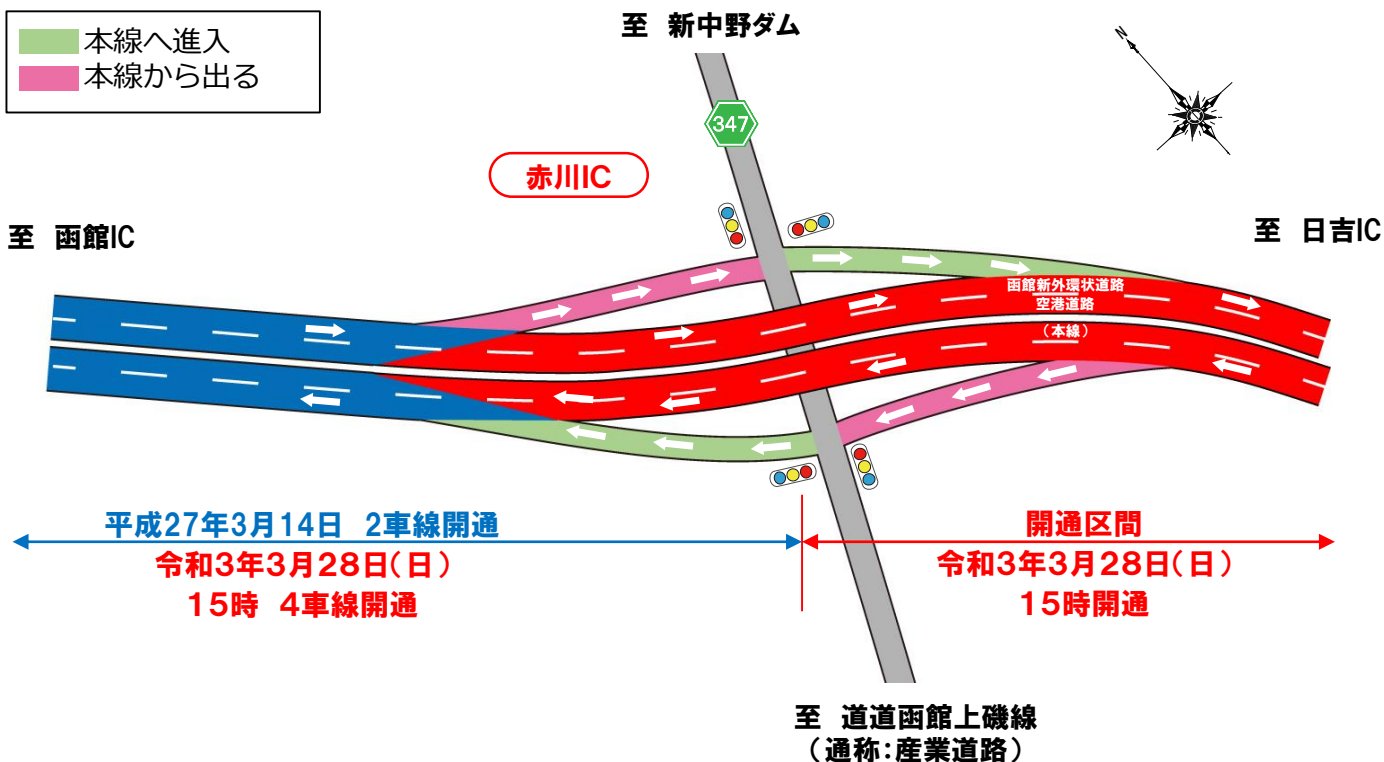 本線へ進入
本線から出る
至 新中野ダム
N
347
赤川IC
至 函館IC
至 日吉IC
函館新外環状道路
空港道路
(本線)
平成27年3月14日 2車線開通
令和3年3月28日(日)
15時 4車線開通
開通区間
令和3年3月28日(日)
15時開通
至 道道函館上磯線
(通称:産業道路)